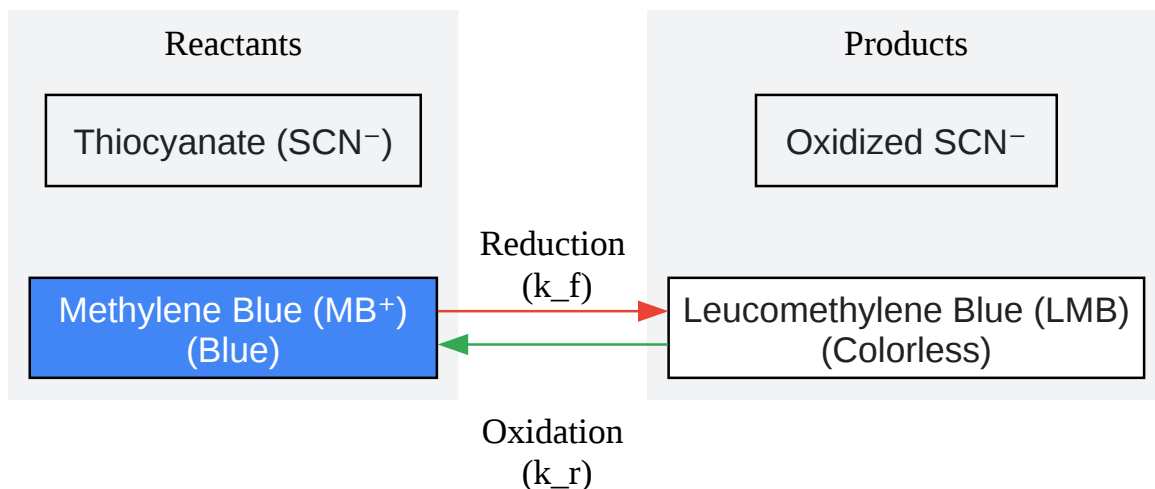 Reactants
Products
Thiocyanate (SCN⁻)
Oxidized SCN⁻
Reduction
(k_f)
Methylene Blue (MB⁺)
(Blue)
Leucomethylene Blue (LMB)
(Colorless)
Oxidation
(k_r)